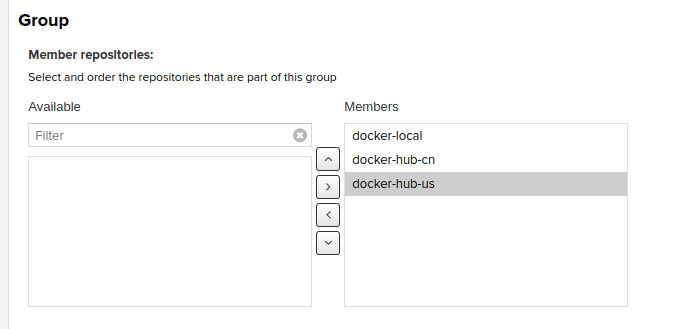 Group
Member repositories:
Select and order the repositories that are part of this group
Available
Members
Filter
docker-local
docker-hub-cn
docker-hub-us